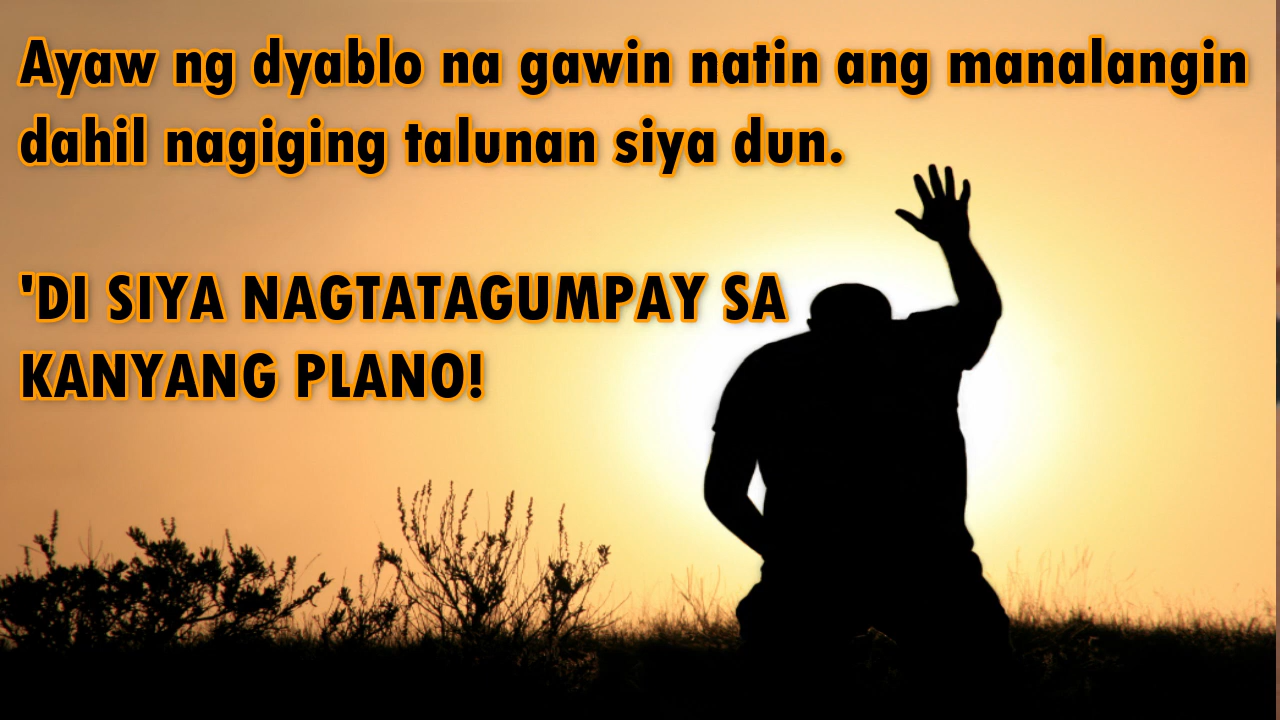 Ayaw ng dyablo na gawin natin ang manalangin
dahil nagiging talunan siya dun.
'DI SIYA NAGTATAGUMPAY SA
KANYANG PLANO!